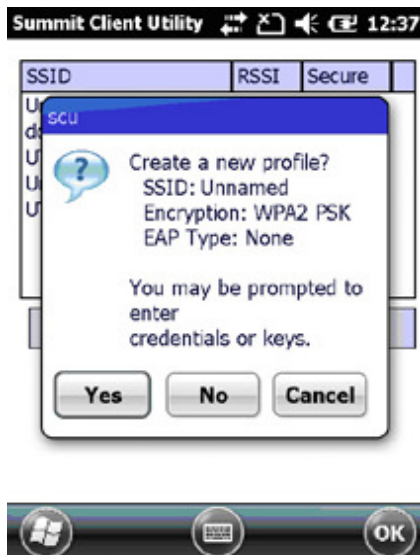 Summit Client Utility 12:37
SSID RSSI Secure
scu
Create a new profile?
SSID: Unnamed
Encryption: WPA2 PSK
EAP Type: None
You may be prompted to
enter
credentials or keys.
Yes No Cancel
OK